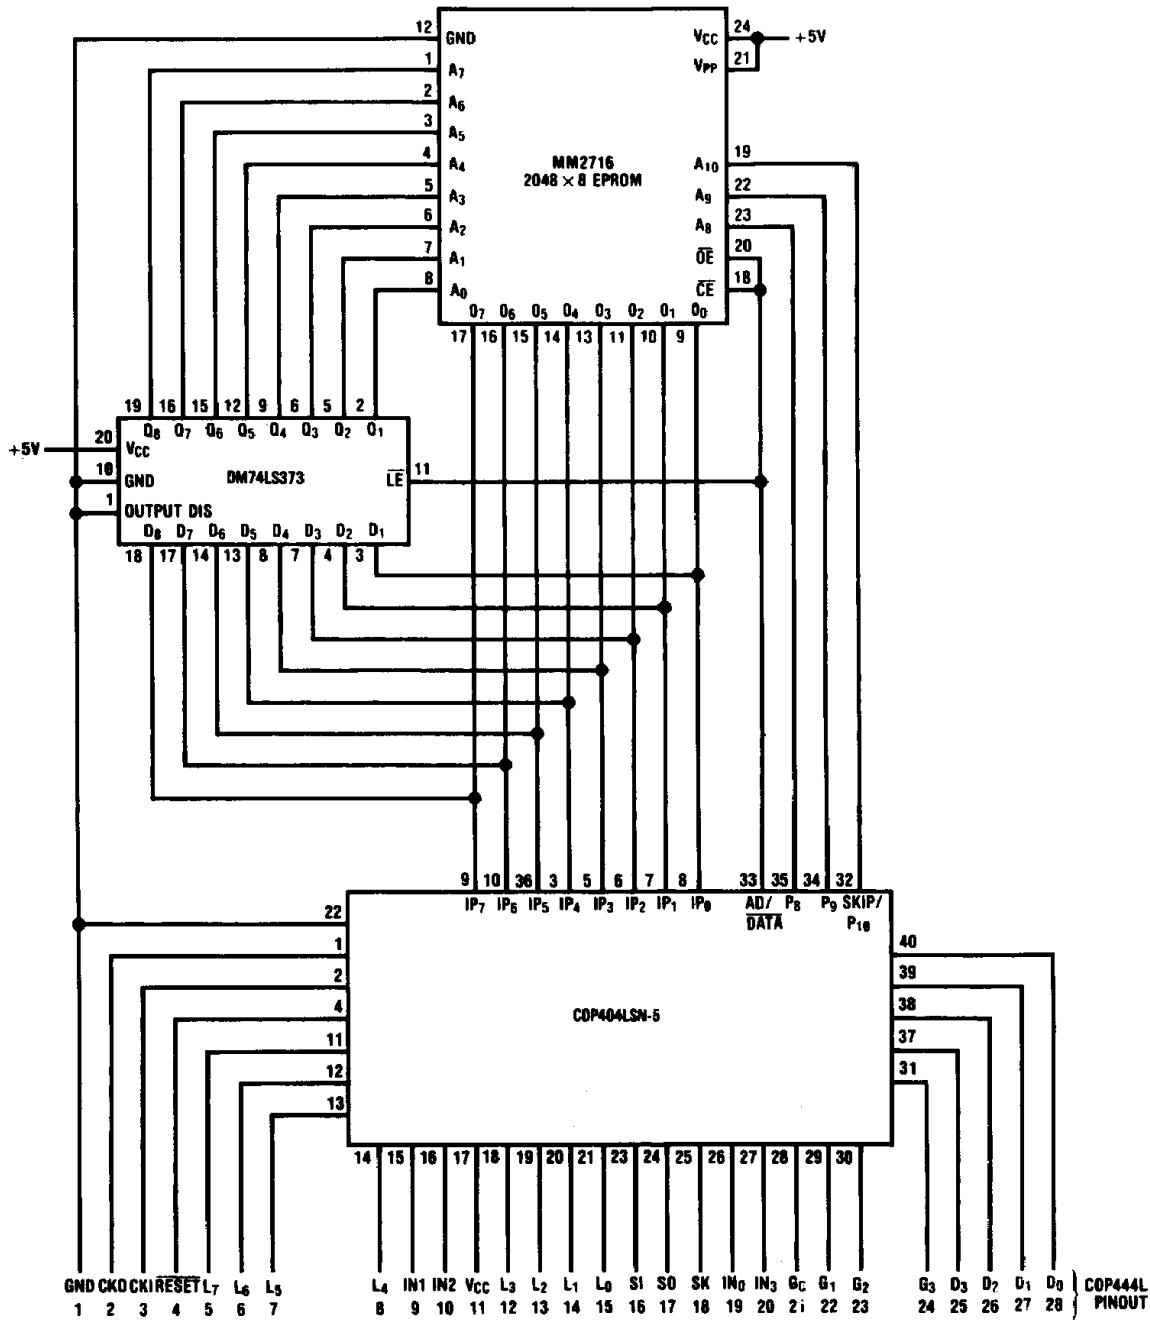 12 GND VCC 24 +5V
1 A7 VPP 21
2 A6
3 A5
4 A4 MM2716 A10 19
5 A3 2048 × 8 EPROM A9 22
6 A2 A8 23
7 A1 OE 20
8 A0 CE 18
O7 O6 O5 O4 O3 O2 O1 O0
17 16 15 14 13 11 10 9
19 16 15 12 9 6 5 2
Q8 Q7 Q6 Q5 Q4 Q3 Q2 Q1
+5V 20 VCC
10 GND DM74LS373 LE 11
1 OUTPUT DIS
D8 D7 D6 D5 D4 D3 D2 D1
18 17 14 13 8 7 4 3
9 10 36 3 5 6 7 8 33 35 34 32
IP7 IP6 IP5 IP4 IP3 IP2 IP1 IP0 AD/ P8 P9 SKIP/
DATA P10
22
1 40
2 39
4 COP404LSN-5 38
11 37
12 31
13
14 15 16 17 18 19 20 21 23 24 25 26 27 28 29 30
GND CKO CKI RESET L7 L6 L5 L4 IN1 IN2 VCC L3 L2 L1 L0 SI SO SK IN0 IN3 G0 G1 G2 G3 D3 D2 D1 D0 COP444L
1 2 3 4 5 6 7 8 9 10 11 12 13 14 15 16 17 18 19 20 21 22 23 24 25 26 27 28 PINOUT